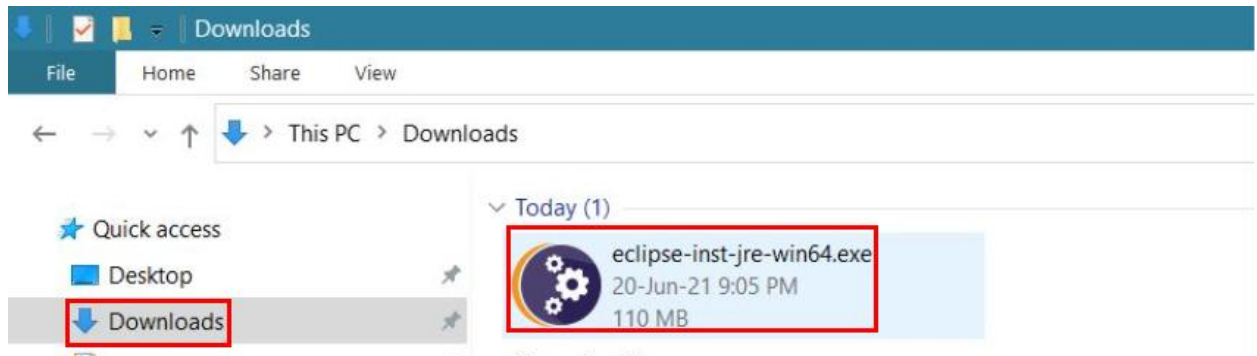 Downloads
File Home Share View
This PC > Downloads
Today (1)
Quick access
eclipse-inst-jre-win64.exe
Desktop
20-Jun-21 9:05 PM
Downloads
110 MB